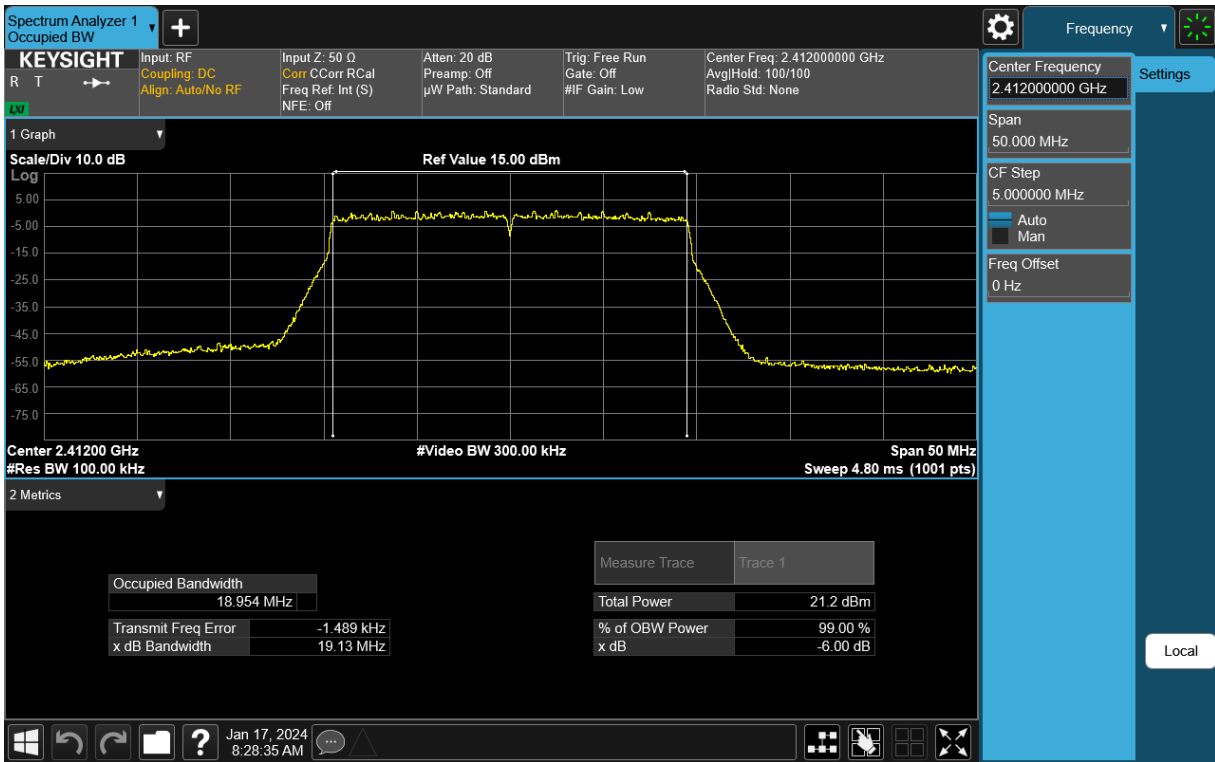 Spectrum Analyzer 1
Occupied BW
+
Frequency
KEYSIGHT
R T
LXI
Input: RF
Coupling: DC
Align: Auto/No RF
Input Z: 50 Ω
Corr CCorr RCal
Freq Ref: Int (S)
NFE: Off
Atten: 20 dB
Preamp: Off
µW Path: Standard
Trig: Free Run
Gate: Off
#IF Gain: Low
Center Freq: 2.412000000 GHz
Avg|Hold: 100/100
Radio Std: None
Center Frequency
2.412000000 GHz
Settings
Span
50.000 MHz
CF Step
5.000000 MHz
Auto
Man
Freq Offset
0 Hz
Local
1 Graph
Scale/Div 10.0 dB
Ref Value 15.00 dBm
Log
5.00
-5.00
-15.0
-25.0
-35.0
-45.0
-55.0
-65.0
-75.0
Center 2.41200 GHz
#Video BW 300.00 kHz
Span 50 MHz
#Res BW 100.00 kHz
Sweep 4.80 ms (1001 pts)
2 Metrics
Measure Trace
Trace 1
Occupied Bandwidth
18.954 MHz
Total Power 21.2 dBm
Transmit Freq Error -1.489 kHz
% of OBW Power 99.00 %
x dB Bandwidth 19.13 MHz
x dB -6.00 dB
?
Jan 17, 2024
8:28:35 AM